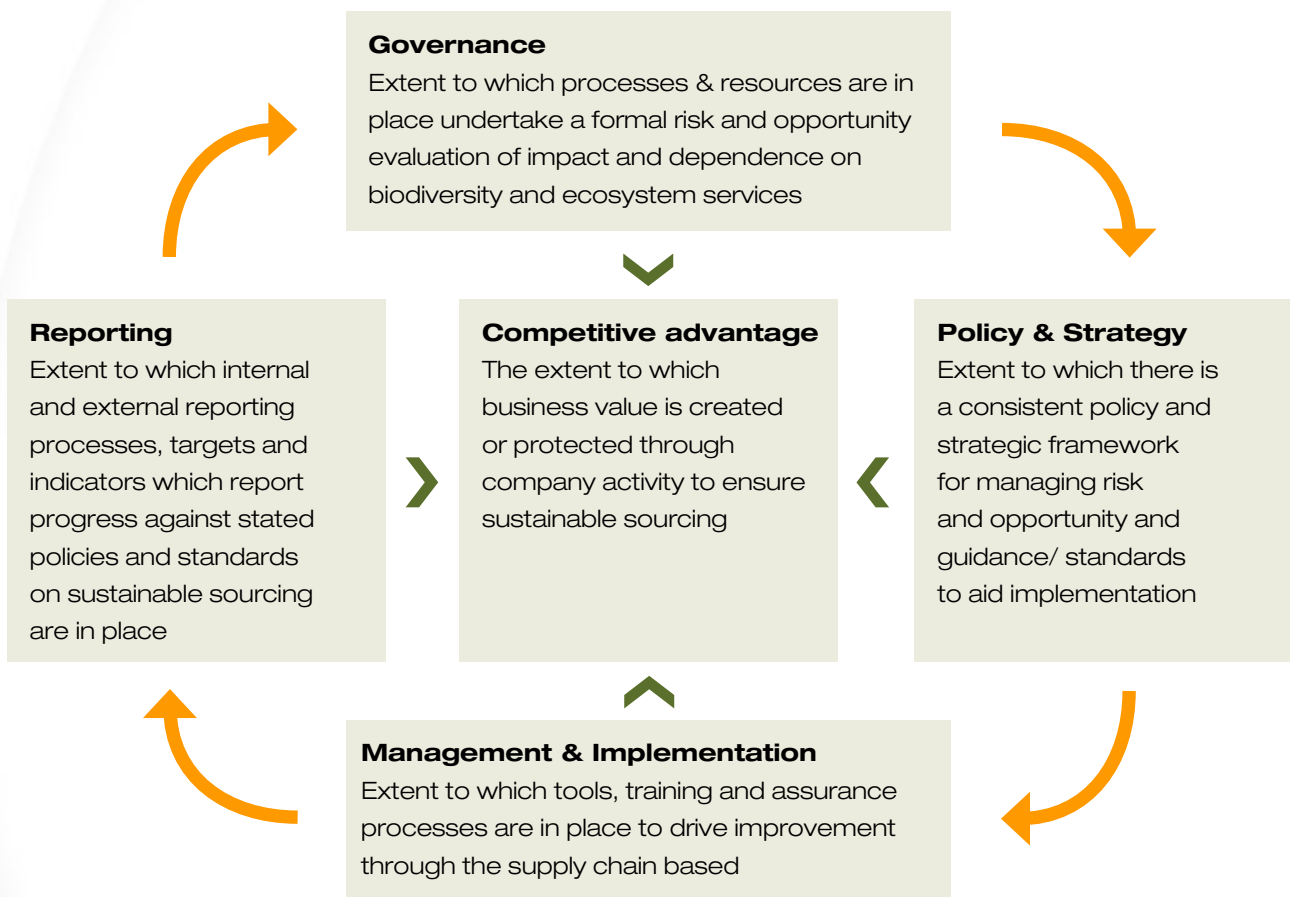 Governance
Extent to which processes & resources are in
place undertake a formal risk and opportunity
evaluation of impact and dependence on
biodiversity and ecosystem services
Reporting
Extent to which internal
and external reporting
processes, targets and
indicators which report
progress against stated
policies and standards
on sustainable sourcing
are in place
Competitive advantage
The extent to which
business value is created
or protected through
company activity to ensure
sustainable sourcing
Policy & Strategy
Extent to which there is
a consistent policy and
strategic framework
for managing risk
and opportunity and
guidance/ standards
to aid implementation
Management & Implementation
Extent to which tools, training and assurance
processes are in place to drive improvement
through the supply chain based